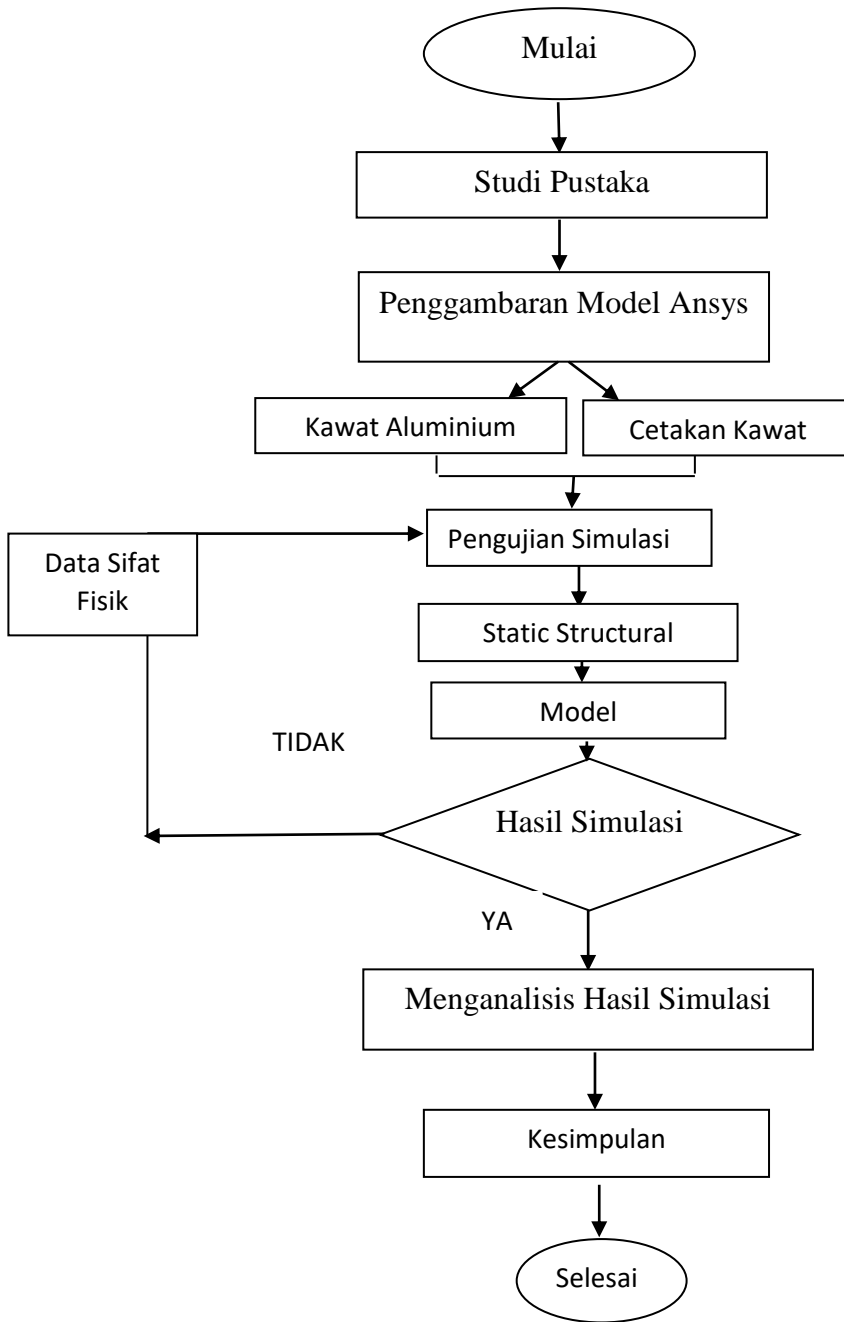 Mulai
Studi Pustaka
Penggambaran Model Ansys
Kawat Aluminium
Cetakan Kawat
Pengujian Simulasi
Data Sifat
Fisik
Static Structural
Model
TIDAK
Hasil Simulasi
YA
Menganalisis Hasil Simulasi
Kesimpulan
Selesai